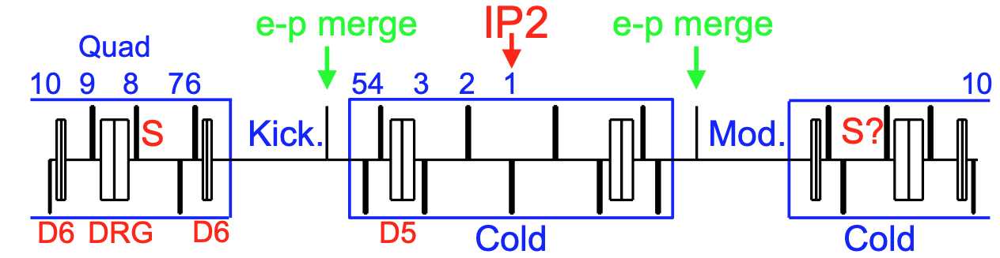 e-p merge IP2 e-p merge
Quad
10 9 8 76 54 3 2 1 10
S Kick. Mod. S?
D6 DRG D6 D5 Cold Cold